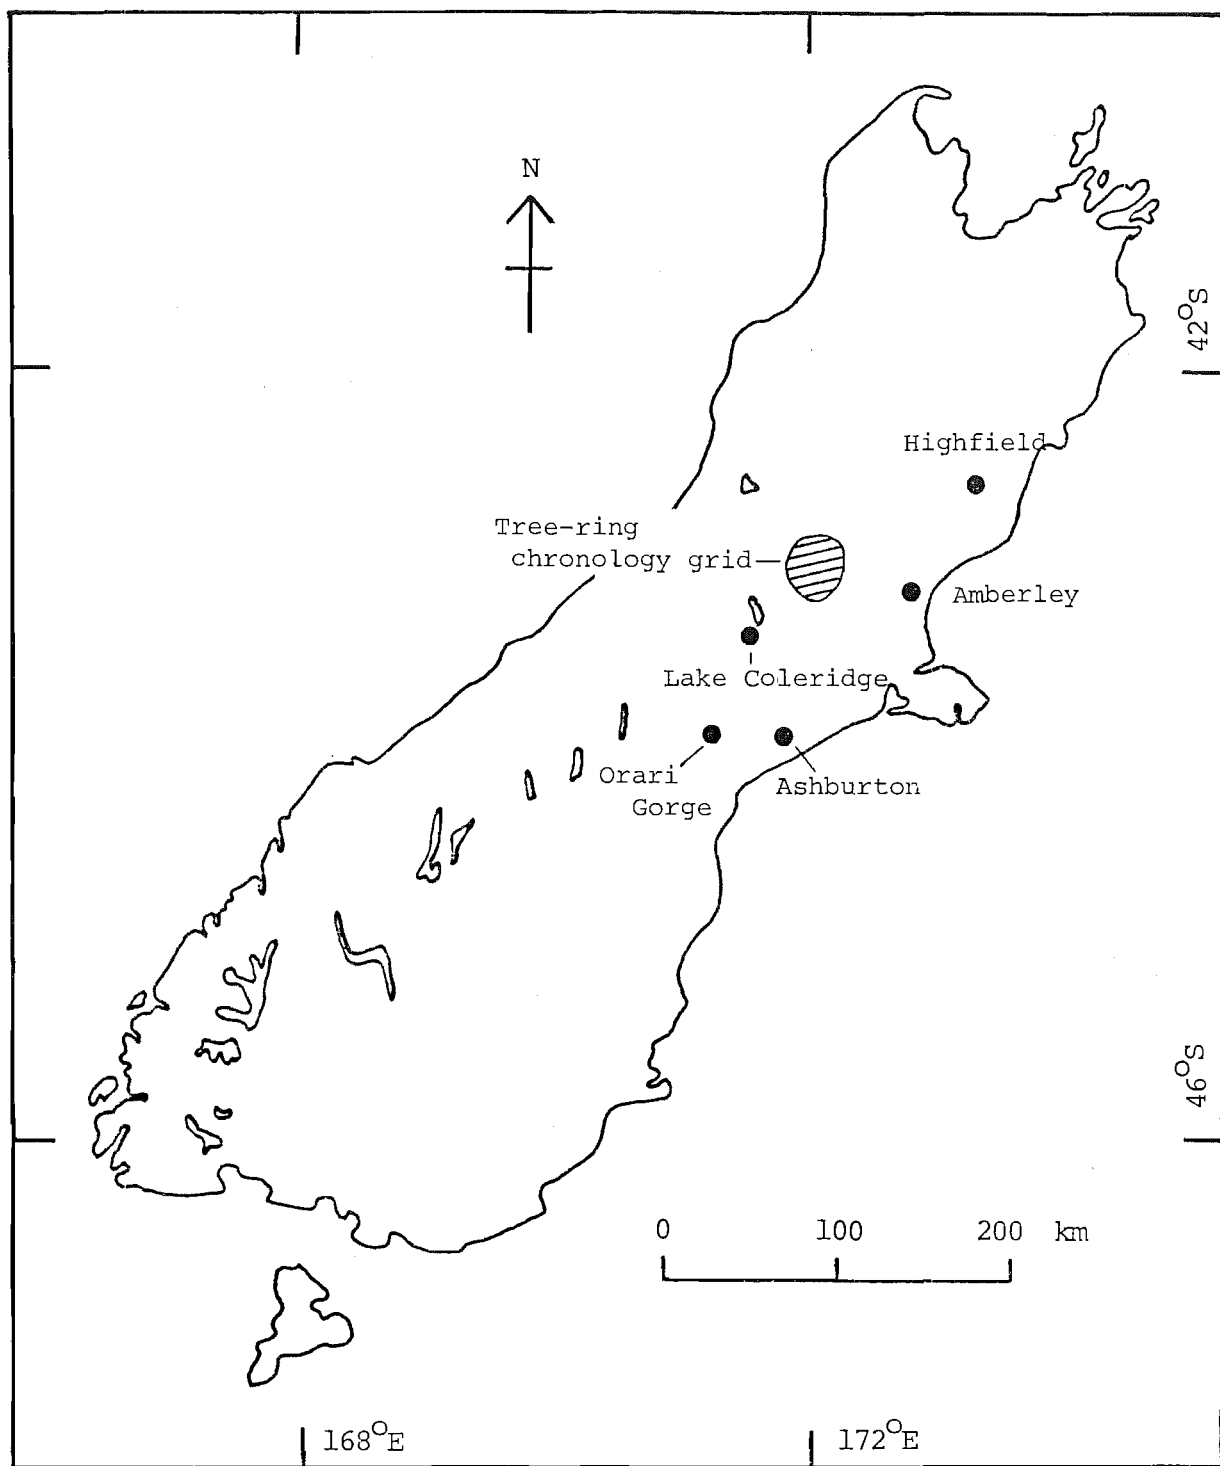 N
42°S
Highfield
Tree-ring
chronology grid
Amberley
Lake Coleridge
Orari
Gorge
Ashburton
46°S
0 100 200 km
168°E
172°E